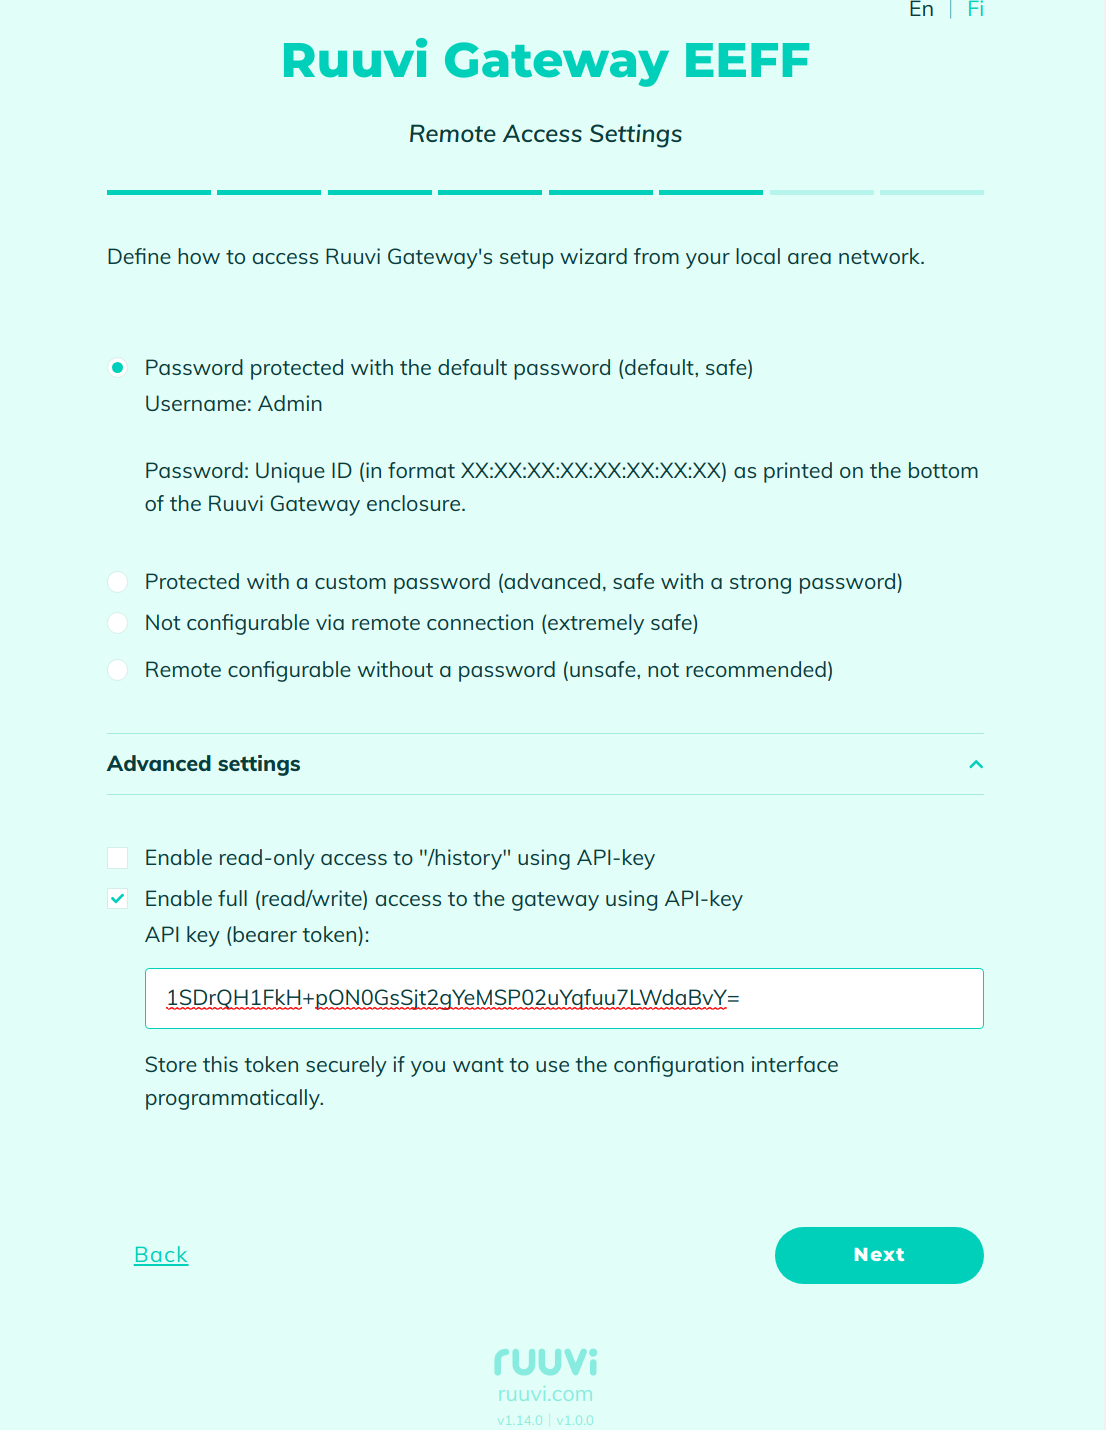 En | Fi
Ruuvi Gateway EEFF
Remote Access Settings
Define how to access Ruuvi Gateway's setup wizard from your local area network.
Password protected with the default password (default, safe)
Username: Admin
Password: Unique ID (in format XX:XX:XX:XX:XX:XX:XX:XX) as printed on the bottom
of the Ruuvi Gateway enclosure.
Protected with a custom password (advanced, safe with a strong password)
Not configurable via remote connection (extremely safe)
Remote configurable without a password (unsafe, not recommended)
Advanced settings
Enable read-only access to "/history" using API-key
Enable full (read/write) access to the gateway using API-key
API key (bearer token):
1SDrQH1FkH+pON0GsSjt2gYeMSP02uYqfuu7LWdaBvY=
Store this token securely if you want to use the configuration interface
programmatically.
Back
Next
ruuvi
ruuvi.com
v1.14.0 | v1.0.0